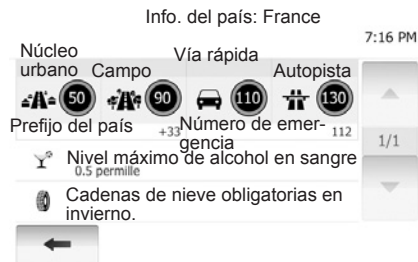 Info. del país: France
7:16 PM
Núcleo
urbano
Campo
Vía rápida
Autopista
50
90
110
130
Prefijo del país
+33
Número de emer-
gencia
112
1/1
Nivel máximo de alcohol en sangre
0.5 permille
Cadenas de nieve obligatorias en
invierno.